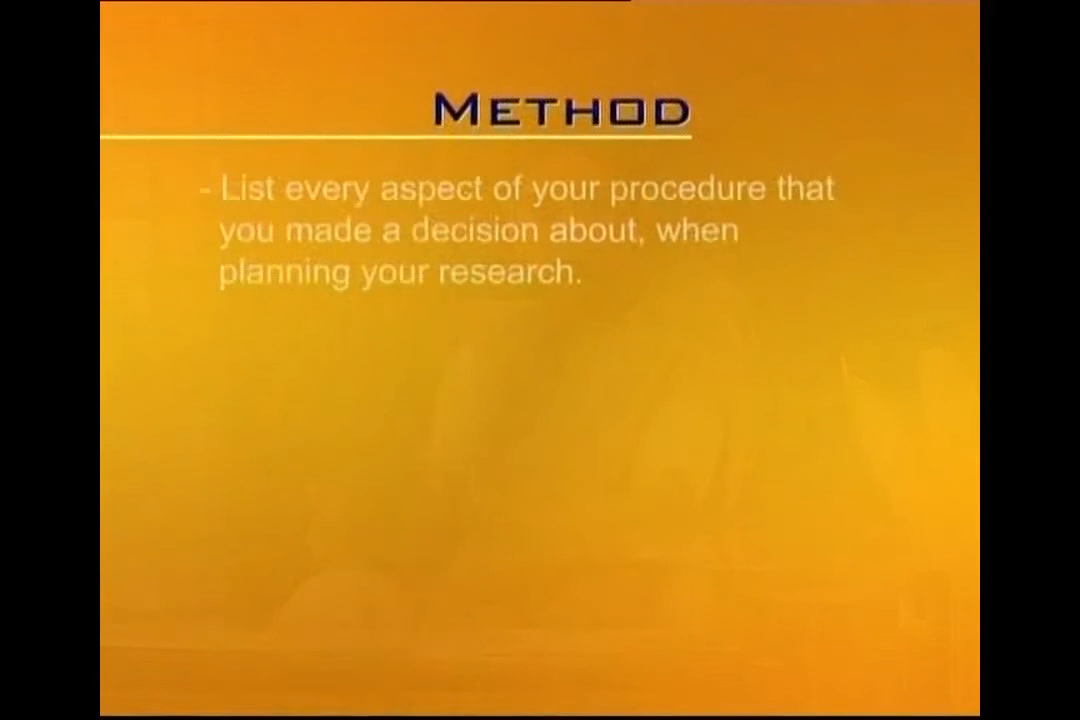 METHOD
- List every aspect of your procedure that
you made a decision about, when
planning your research.